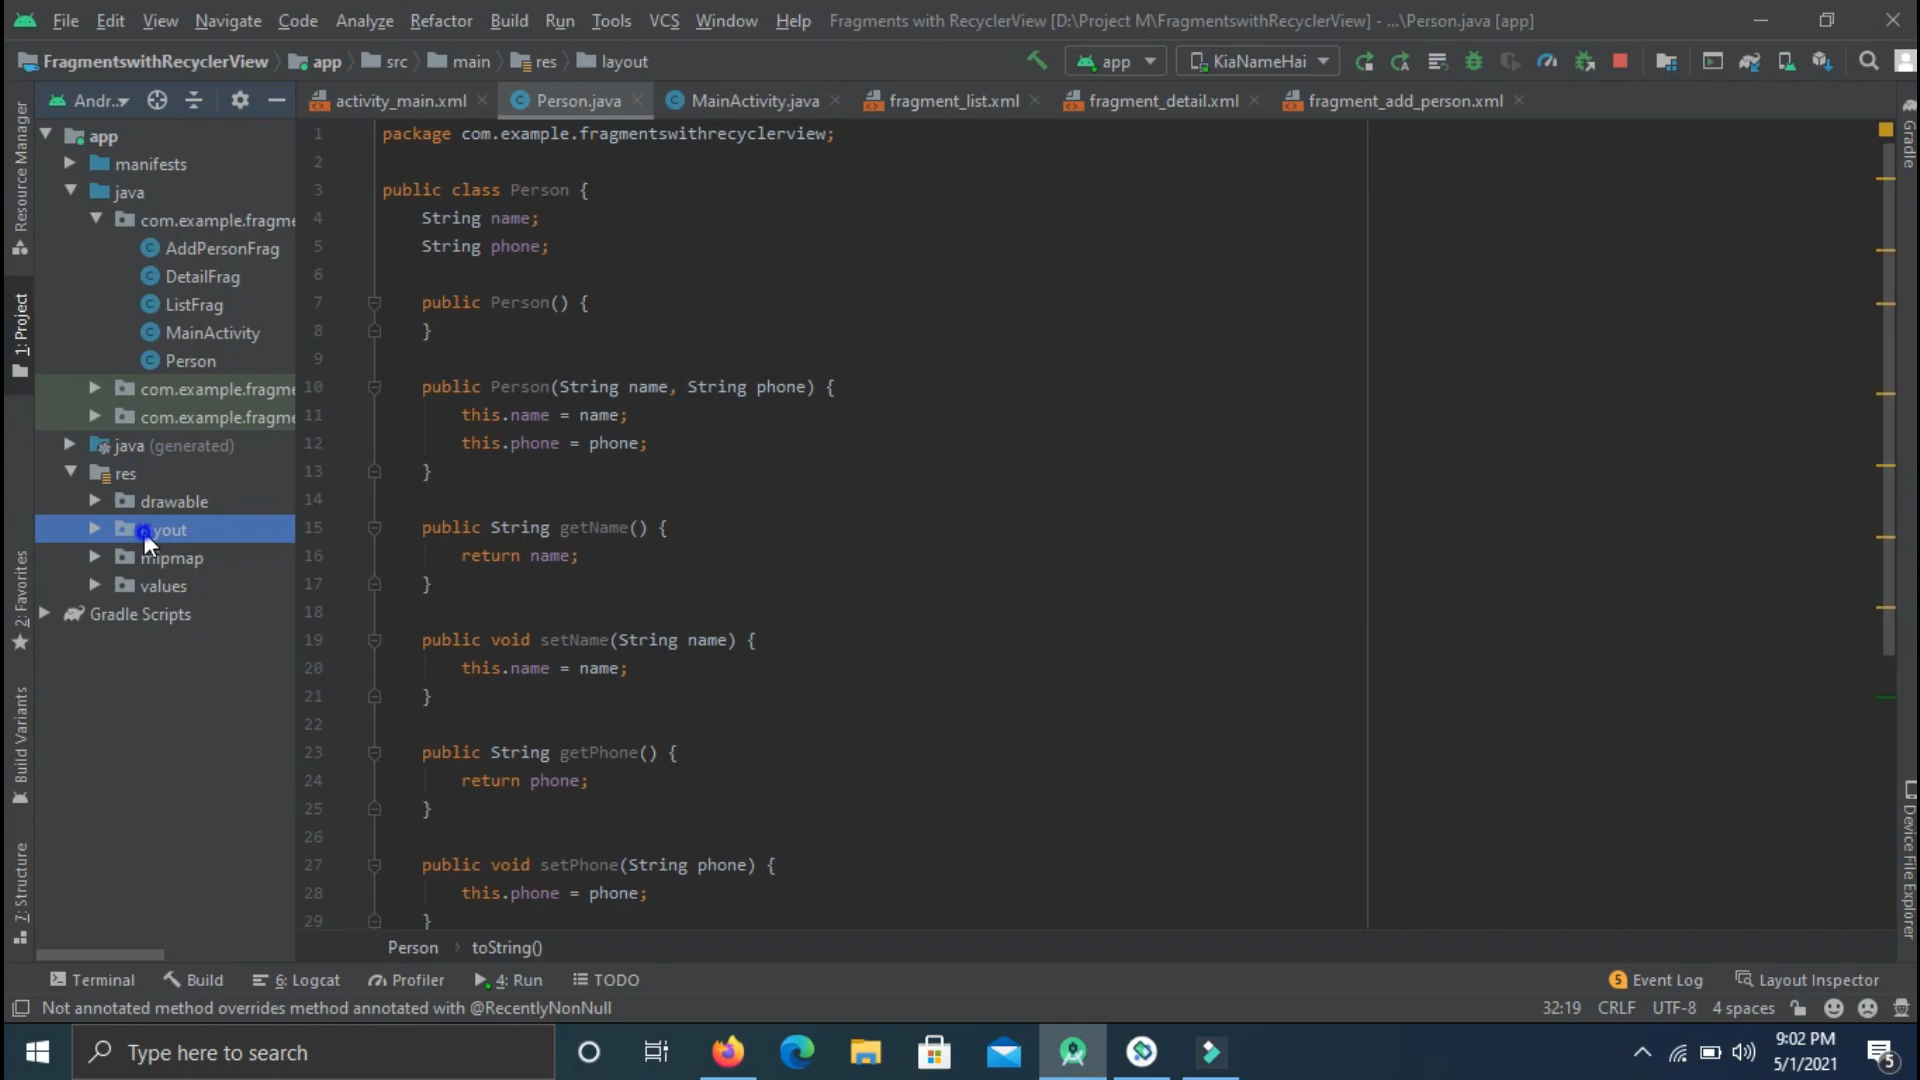 File Edit View Navigate Code Analyze Refactor Build Run Tools VCS Window Help Fragments with RecyclerView [D:\Project M\FragmentswithRecyclerView] - ...\Person.java [app]
FragmentswithRecyclerView app src main res layout app KiaNameHai
Andr.. activity_main.xml Person.java MainActivity.java fragment_list.xml fragment_detail.xml fragment_add_person.xml
Resource Manager
1: Project
2: Favorites
Build Variants
7: Structure
app
manifests
java
com.example.fragme
AddPersonFrag
DetailFrag
ListFrag
MainActivity
Person
com.example.fragme
com.example.fragme
java (generated)
res
drawable
yout
mipmap
values
Gradle Scripts
1 package com.example.fragmentswithrecyclerview;
2
3 public class Person {
4 String name;
5 String phone;
6
7 public Person() {
8 }
9
10 public Person(String name, String phone) {
11 this.name = name;
12 this.phone = phone;
13 }
14
15 public String getName() {
16 return name;
17 }
18
19 public void setName(String name) {
20 this.name = name;
21 }
22
23 public String getPhone() {
24 return phone;
25 }
26
27 public void setPhone(String phone) {
28 this.phone = phone;
29 }
Gradle
Device File Explorer
Person toString()
Terminal Build 6: Logcat Profiler 4: Run TODO 5 Event Log Layout Inspector
Not annotated method overrides method annotated with @RecentlyNonNull 32:19 CRLF UTF-8 4 spaces
Type here to search
9:02 PM
5/1/2021
5